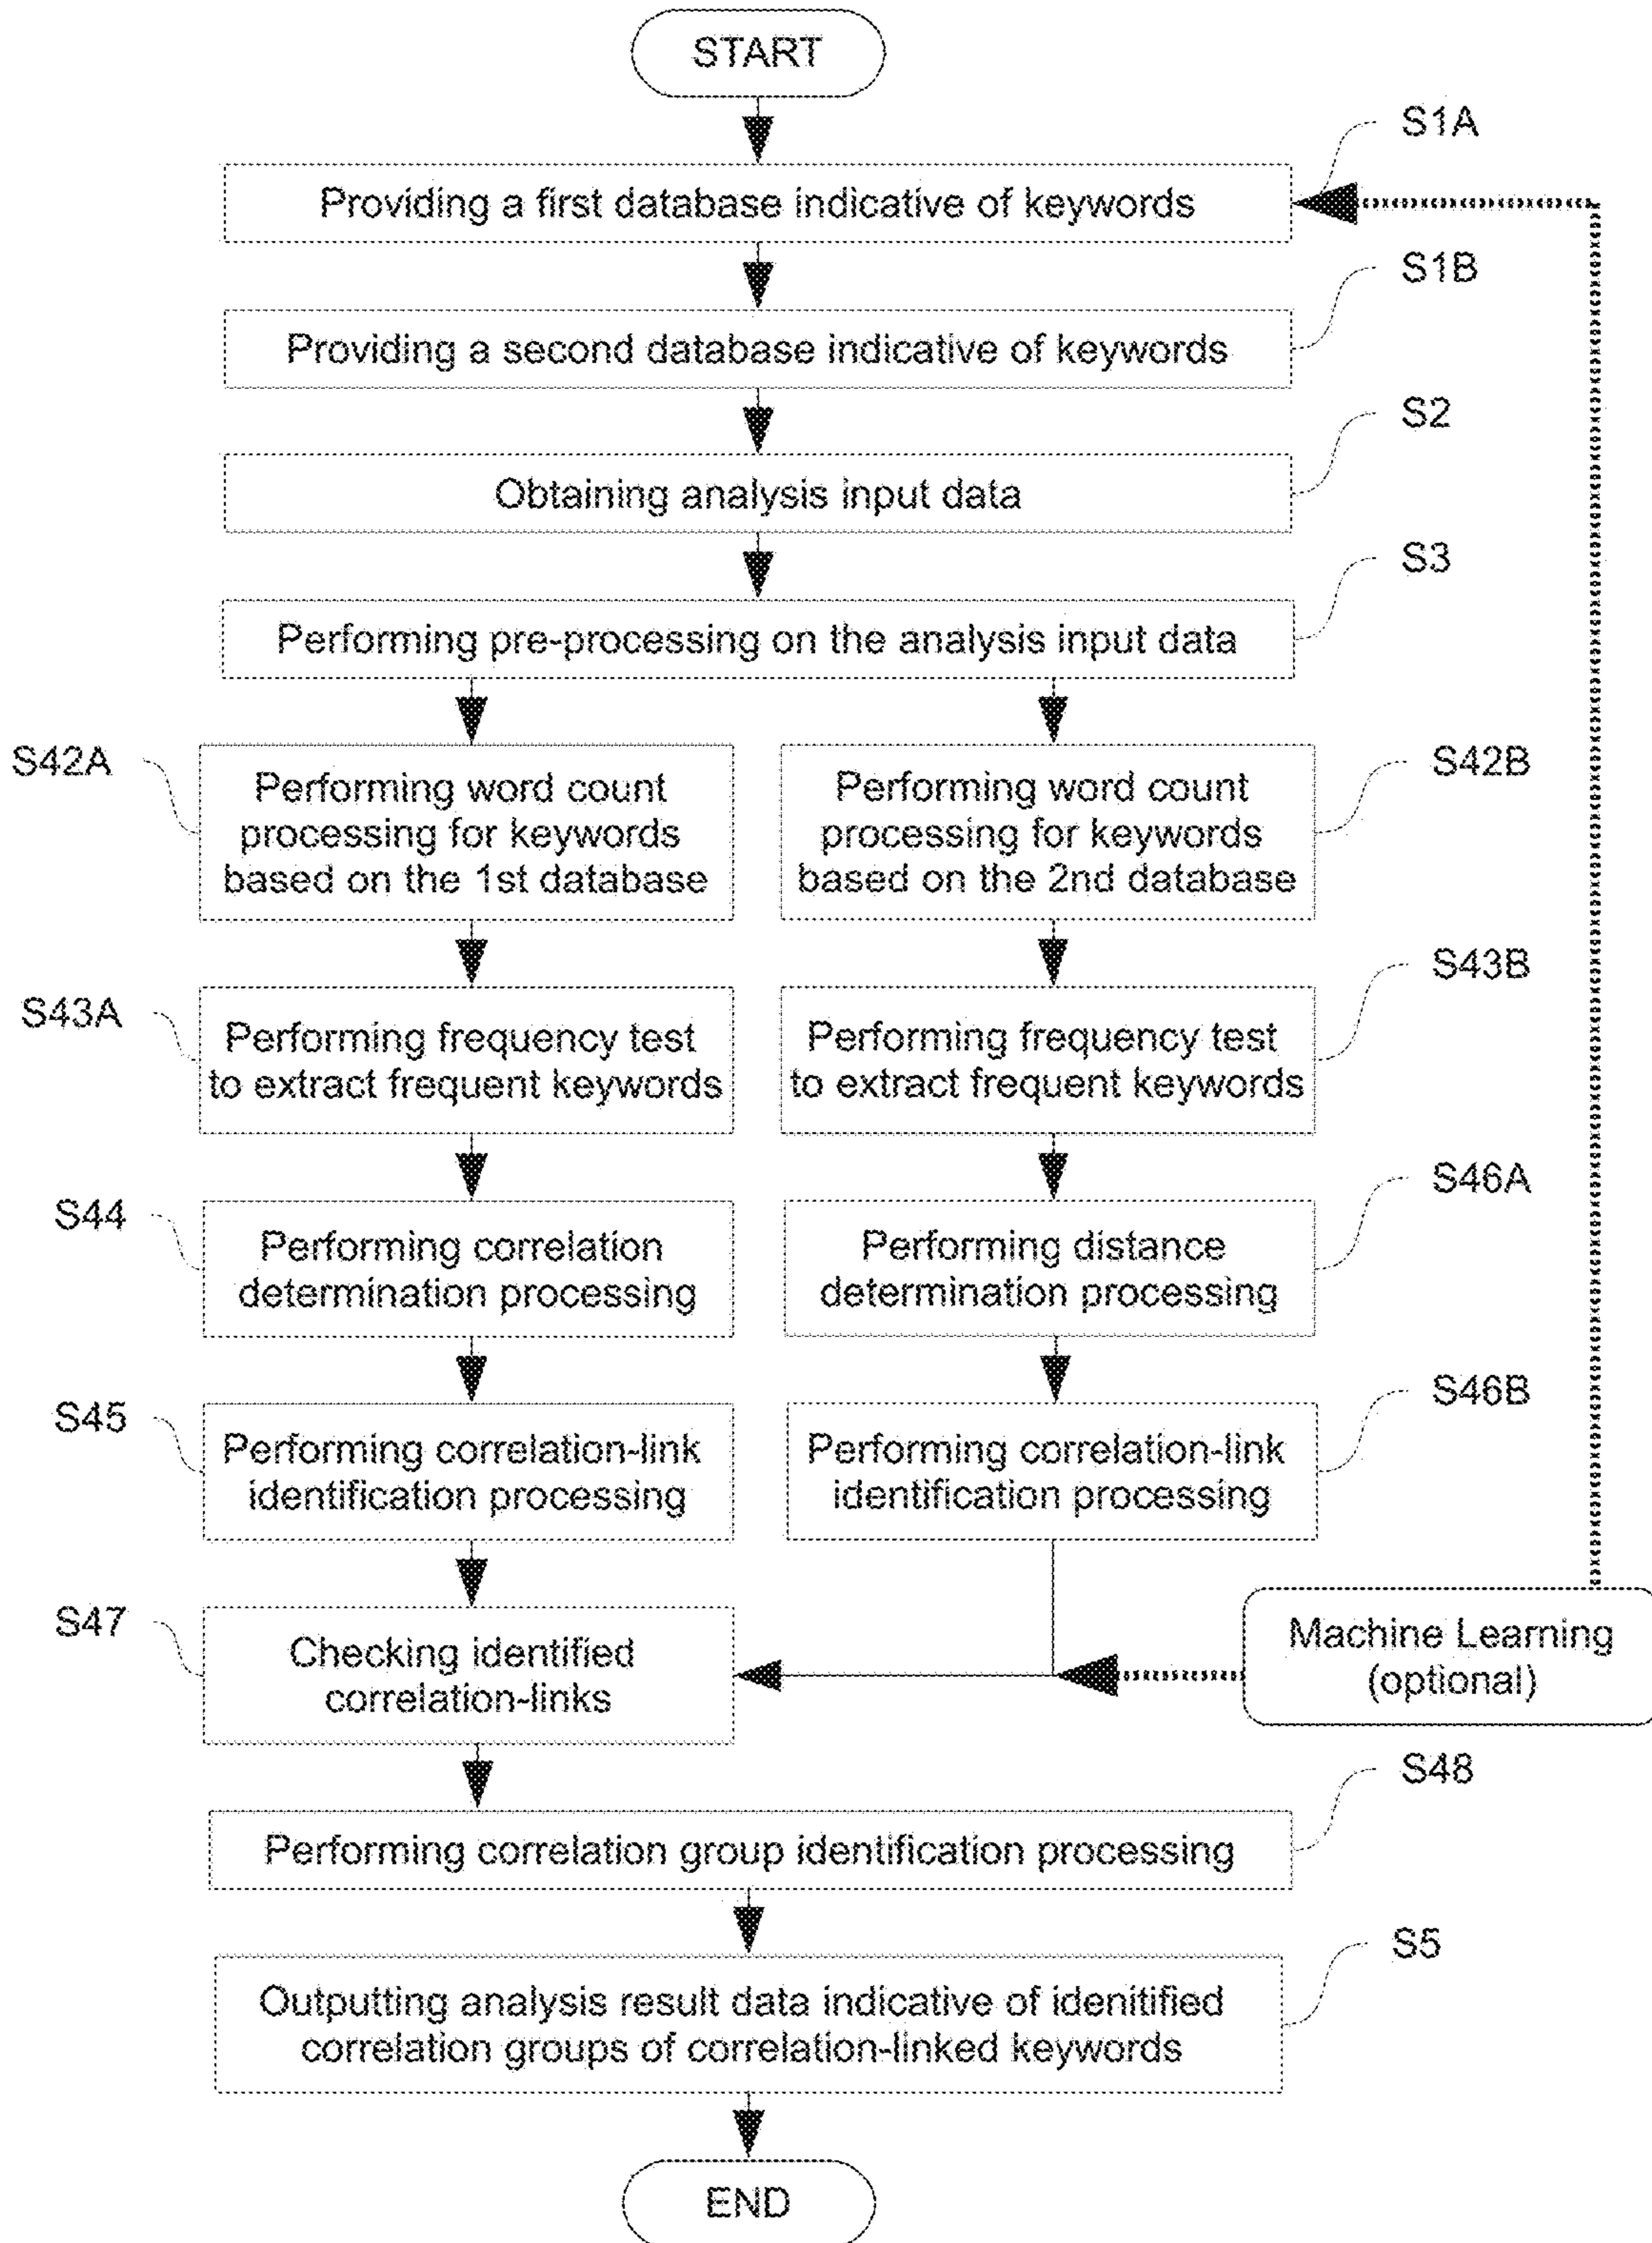 START
S1A
Providing a first database indicative of keywords
S1B
Providing a second database indicative of keywords
S2
Obtaining analysis input data
S3
Performing pre-processing on the analysis input data
S42A
Performing word count
processing for keywords
based on the 1st database
S42B
Performing word count
processing for keywords
based on the 2nd database
S43A
Performing frequency test
to extract frequent keywords
S43B
Performing frequency test
to extract frequent keywords
S44
Performing correlation
determination processing
S46A
Performing distance
determination processing
S45
Performing correlation-link
identification processing
S46B
Performing correlation-link
identification processing
S47
Checking identified
correlation-links
Machine Learning
(optional)
S48
Performing correlation group identification processing
S5
Outputting analysis result data indicative of idenitified
correlation groups of correlation-linked keywords
END